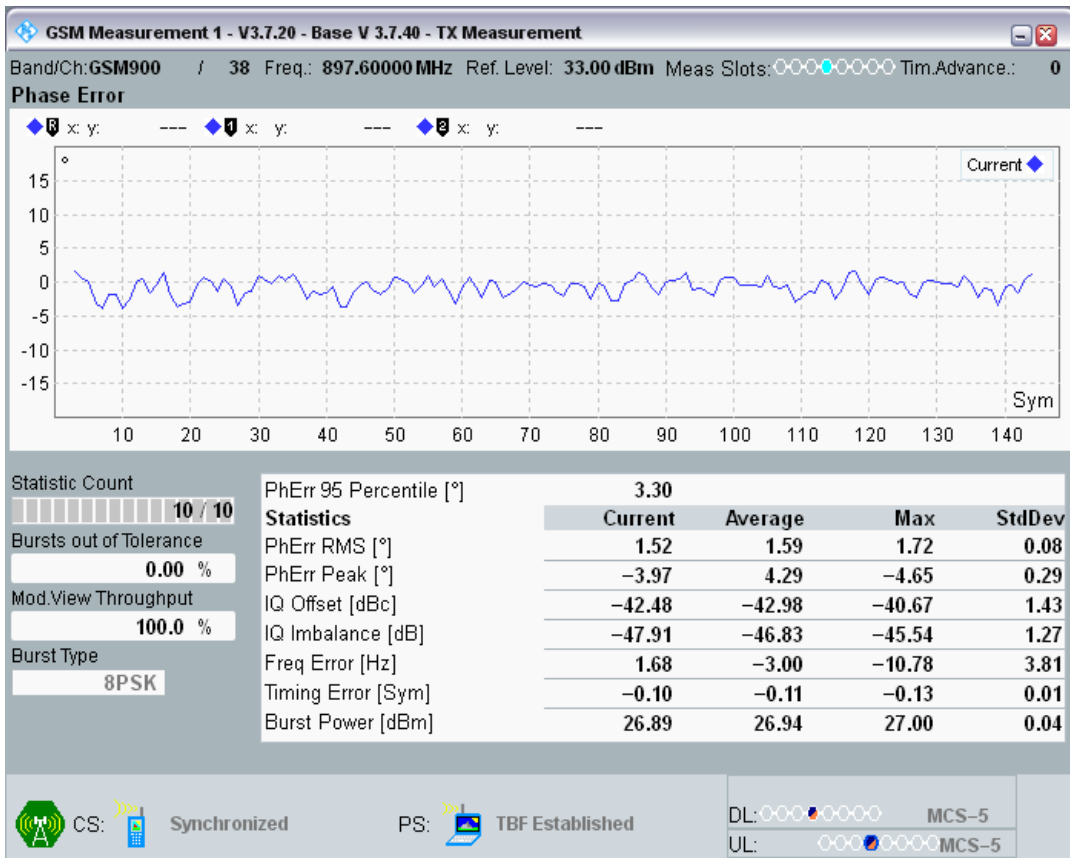 GSM Measurement 1 - V3.7.20 - Base V 3.7.40 - TX Measurement
Band/Ch:GSM900 / 38 Freq.: 897.60000 MHz Ref. Level: 33.00 dBm Meas Slots: Tim.Advance.: 0
Phase Error
R x: y: --- 1 x: y: --- 2 x: y: ---
°
Current
15
10
5
0
-5
-10
-15
Sym
10 20 30 40 50 60 70 80 90 100 110 120 130 140
Statistic Count
10 / 10
Bursts out of Tolerance
0.00 %
Mod.View Throughput
100.0 %
Burst Type
8PSK
PhErr 95 Percentile [°] 3.30
Statistics Current Average Max StdDev
PhErr RMS [°] 1.52 1.59 1.72 0.08
PhErr Peak [°] −3.97 4.29 −4.65 0.29
IQ Offset [dBc] −42.48 −42.98 −40.67 1.43
IQ Imbalance [dB] −47.91 −46.83 −45.54 1.27
Freq Error [Hz] 1.68 −3.00 −10.78 3.81
Timing Error [Sym] −0.10 −0.11 −0.13 0.01
Burst Power [dBm] 26.89 26.94 27.00 0.04
CS: Synchronized PS: TBF Established
DL: MCS−5
UL: MCS−5